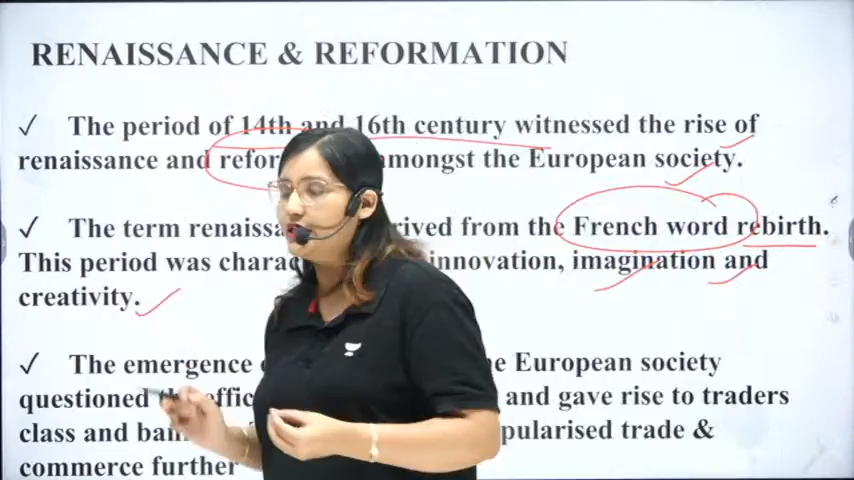 RENAISSANCE & REFORMATION
✓ The period of 14th and 16th century witnessed the rise of
renaissance and refor amongst the European society.
✓ The term renaissa rived from the French word rebirth.
This period was charac innovation, imagination and
creativity.
✓ The emergence e European society
questioned the effic and gave rise to traders
class and ban pularised trade &
commerce further